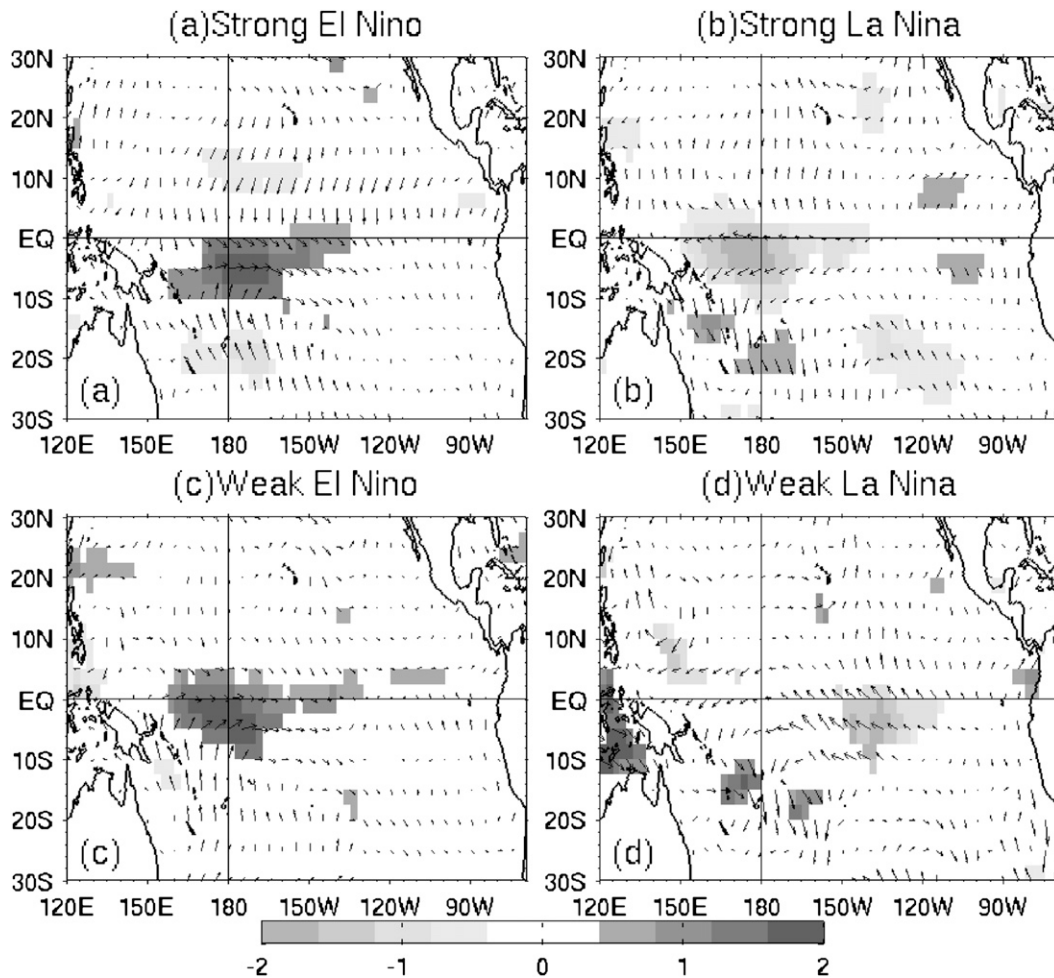 (a)Strong El Nino (b)Strong La Nina
30N 30N
20N 20N
10N 10N
EQ EQ
10S 10S
20S 20S
(a) (b)
30S 30S
120E 150E 180 150W 120W 90W 120E 150E 180 150W 120W 90W
(c)Weak El Nino (d)Weak La Nina
30N 30N
20N 20N
10N 10N
EQ EQ
10S 10S
20S 20S
(c) (d)
30S 30S
120E 150E 180 150W 120W 90W 120E 150E 180 150W 120W 90W
-2 -1 0 1 2